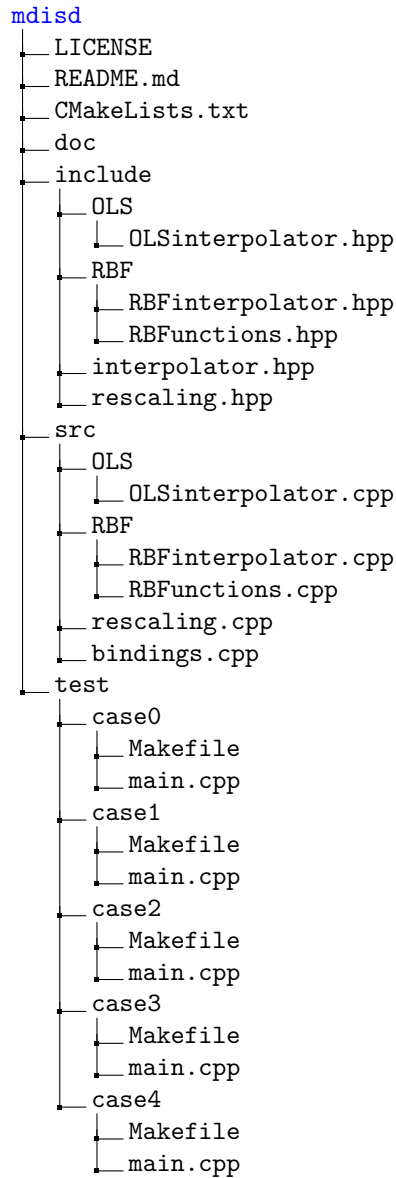 mdisd
LICENSE
README.md
CMakeLists.txt
doc
include
OLS
OLSinterpolator.hpp
RBF
RBFinterpolator.hpp
RBFunctions.hpp
interpolator.hpp
rescaling.hpp
src
OLS
OLSinterpolator.cpp
RBF
RBFinterpolator.cpp
RBFunctions.cpp
rescaling.cpp
bindings.cpp
test
case0
Makefile
main.cpp
case1
Makefile
main.cpp
case2
Makefile
main.cpp
case3
Makefile
main.cpp
case4
Makefile
main.cpp